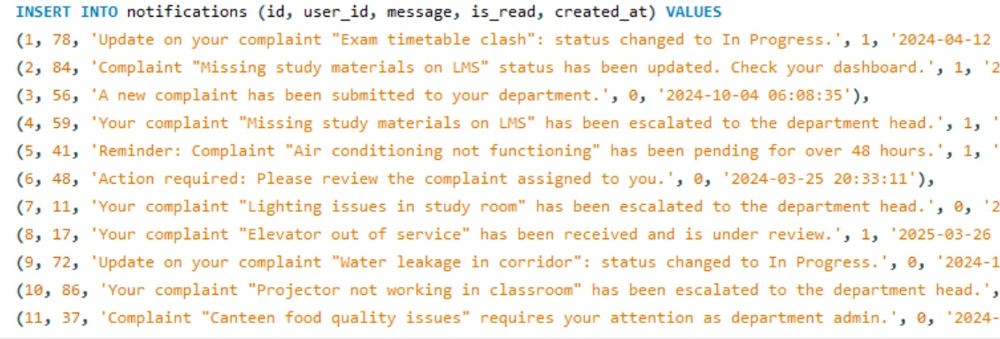 INSERT INTO notifications (id, user_id, message, is_read, created_at) VALUES
(1, 78, 'Update on your complaint "Exam timetable clash": status changed to In Progress.', 1, '2024-04-12
(2, 84, 'Complaint "Missing study materials on LMS" status has been updated. Check your dashboard.', 1, '2
(3, 56, 'A new complaint has been submitted to your department.', 0, '2024-10-04 06:08:35'),
(4, 59, 'Your complaint "Missing study materials on LMS" has been escalated to the department head.', 1, '
(5, 41, 'Reminder: Complaint "Air conditioning not functioning" has been pending for over 48 hours.', 1, '
(6, 48, 'Action required: Please review the complaint assigned to you.', 0, '2024-03-25 20:33:11'),
(7, 11, 'Your complaint "Lighting issues in study room" has been escalated to the department head.', 0, '2
(8, 17, 'Your complaint "Elevator out of service" has been received and is under review.', 1, '2025-03-26
(9, 72, 'Update on your complaint "Water leakage in corridor": status changed to In Progress.', 0, '2024-1
(10, 86, 'Your complaint "Projector not working in classroom" has been escalated to the department head.',
(11, 37, 'Complaint "Canteen food quality issues" requires your attention as department admin.', 0, '2024-